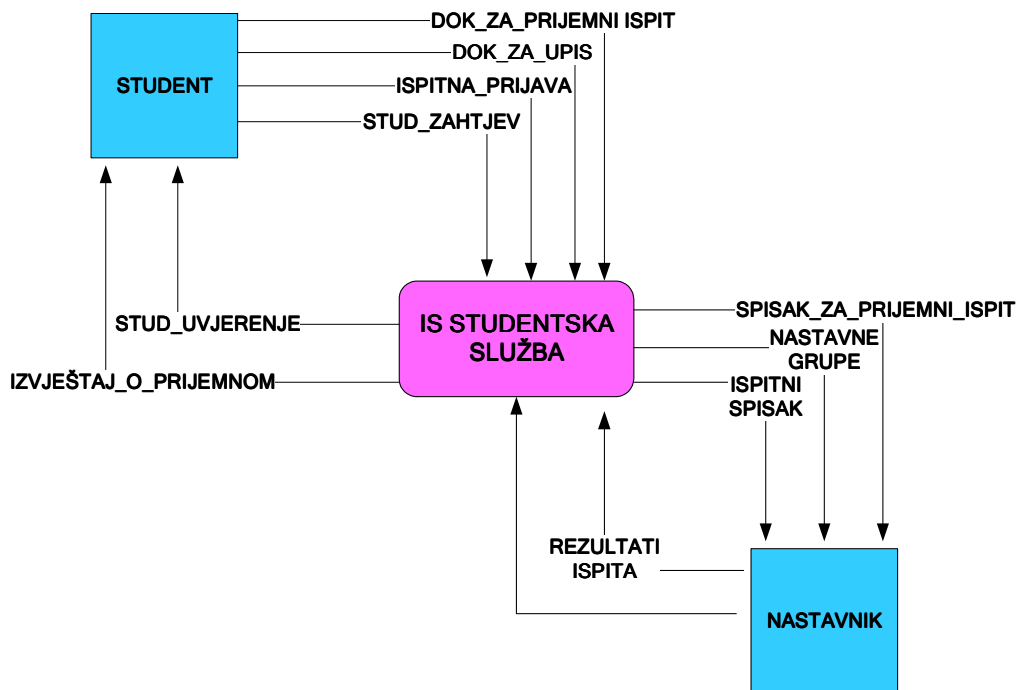 DOK_ZA_PRIJEMNI ISPIT
DOK_ZA_UPIS
STUDENT
ISPITNA_PRIJAVA
STUD_ZAHTJEV
STUD_UVJERENJE
IS STUDENTSKA
SLUŽBA
SPISAK_ZA_PRIJEMNI_ISPIT
NASTAVNE
GRUPE
IZVJEŠTAJ_O_PRIJEMNOM
ISPITNI
SPISAK
REZULTATI
ISPITA
NASTAVNIK